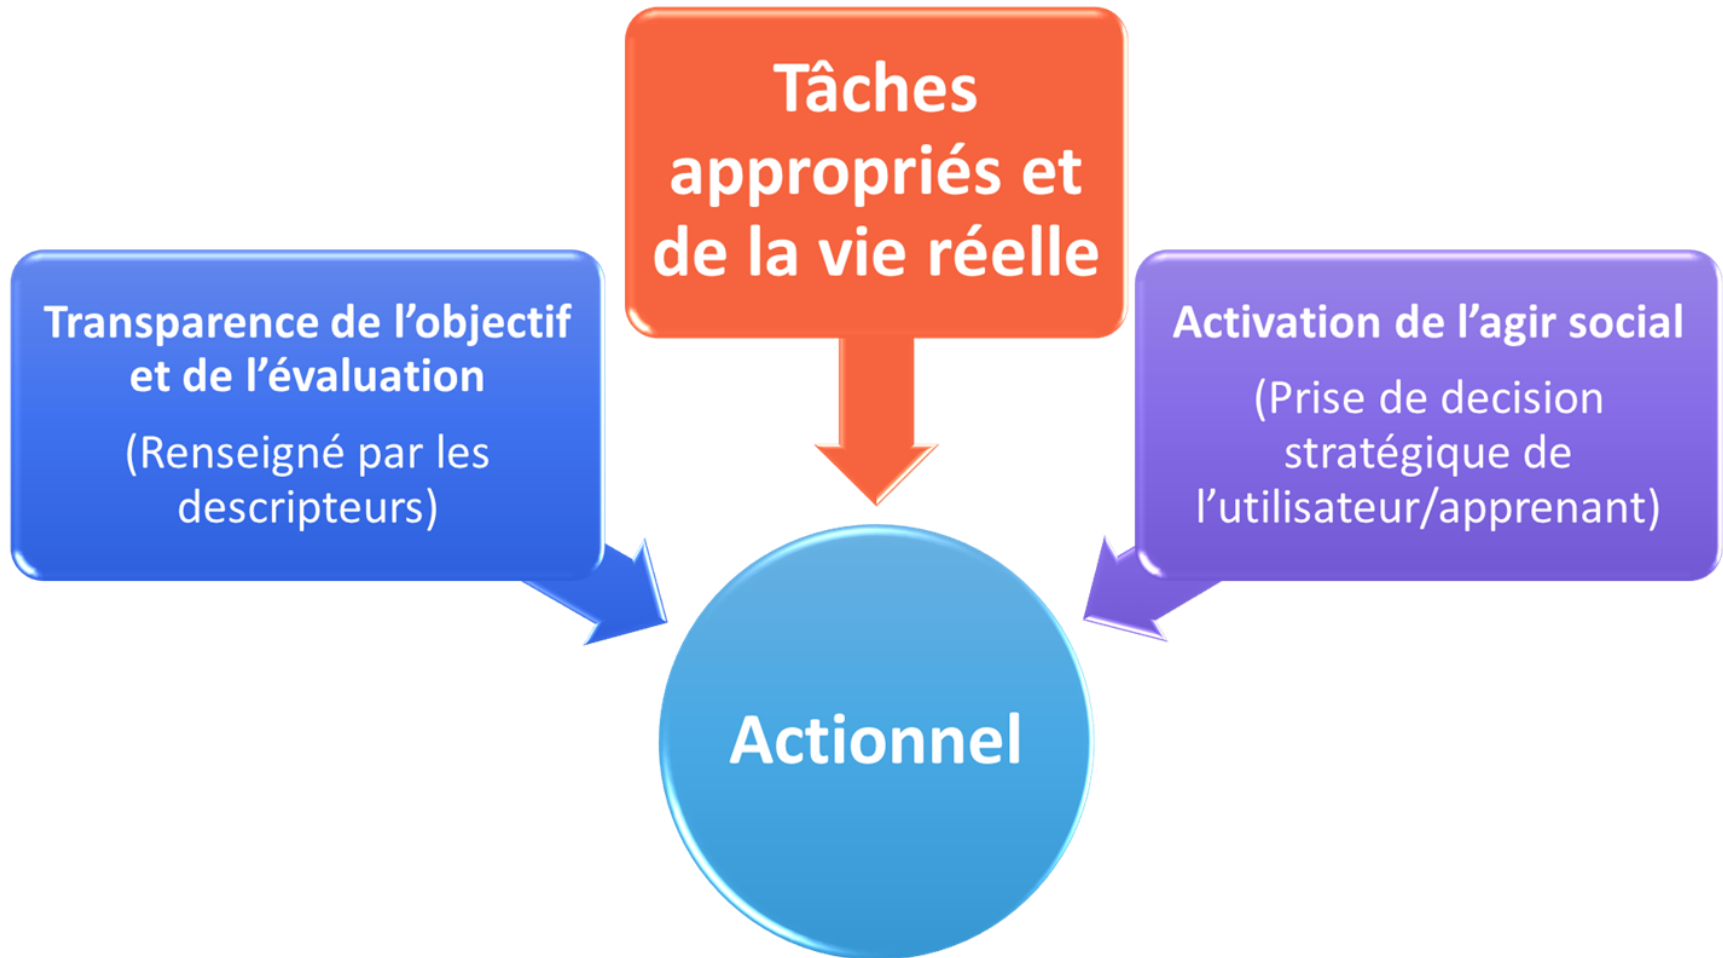 Tâches
appropriés et
de la vie réelle
Transparence de l’objectif
et de l’évaluation
(Renseigné par les
descripteurs)
Activation de l’agir social
(Prise de decision
stratégique de
l’utilisateur/apprenant)
Actionnel